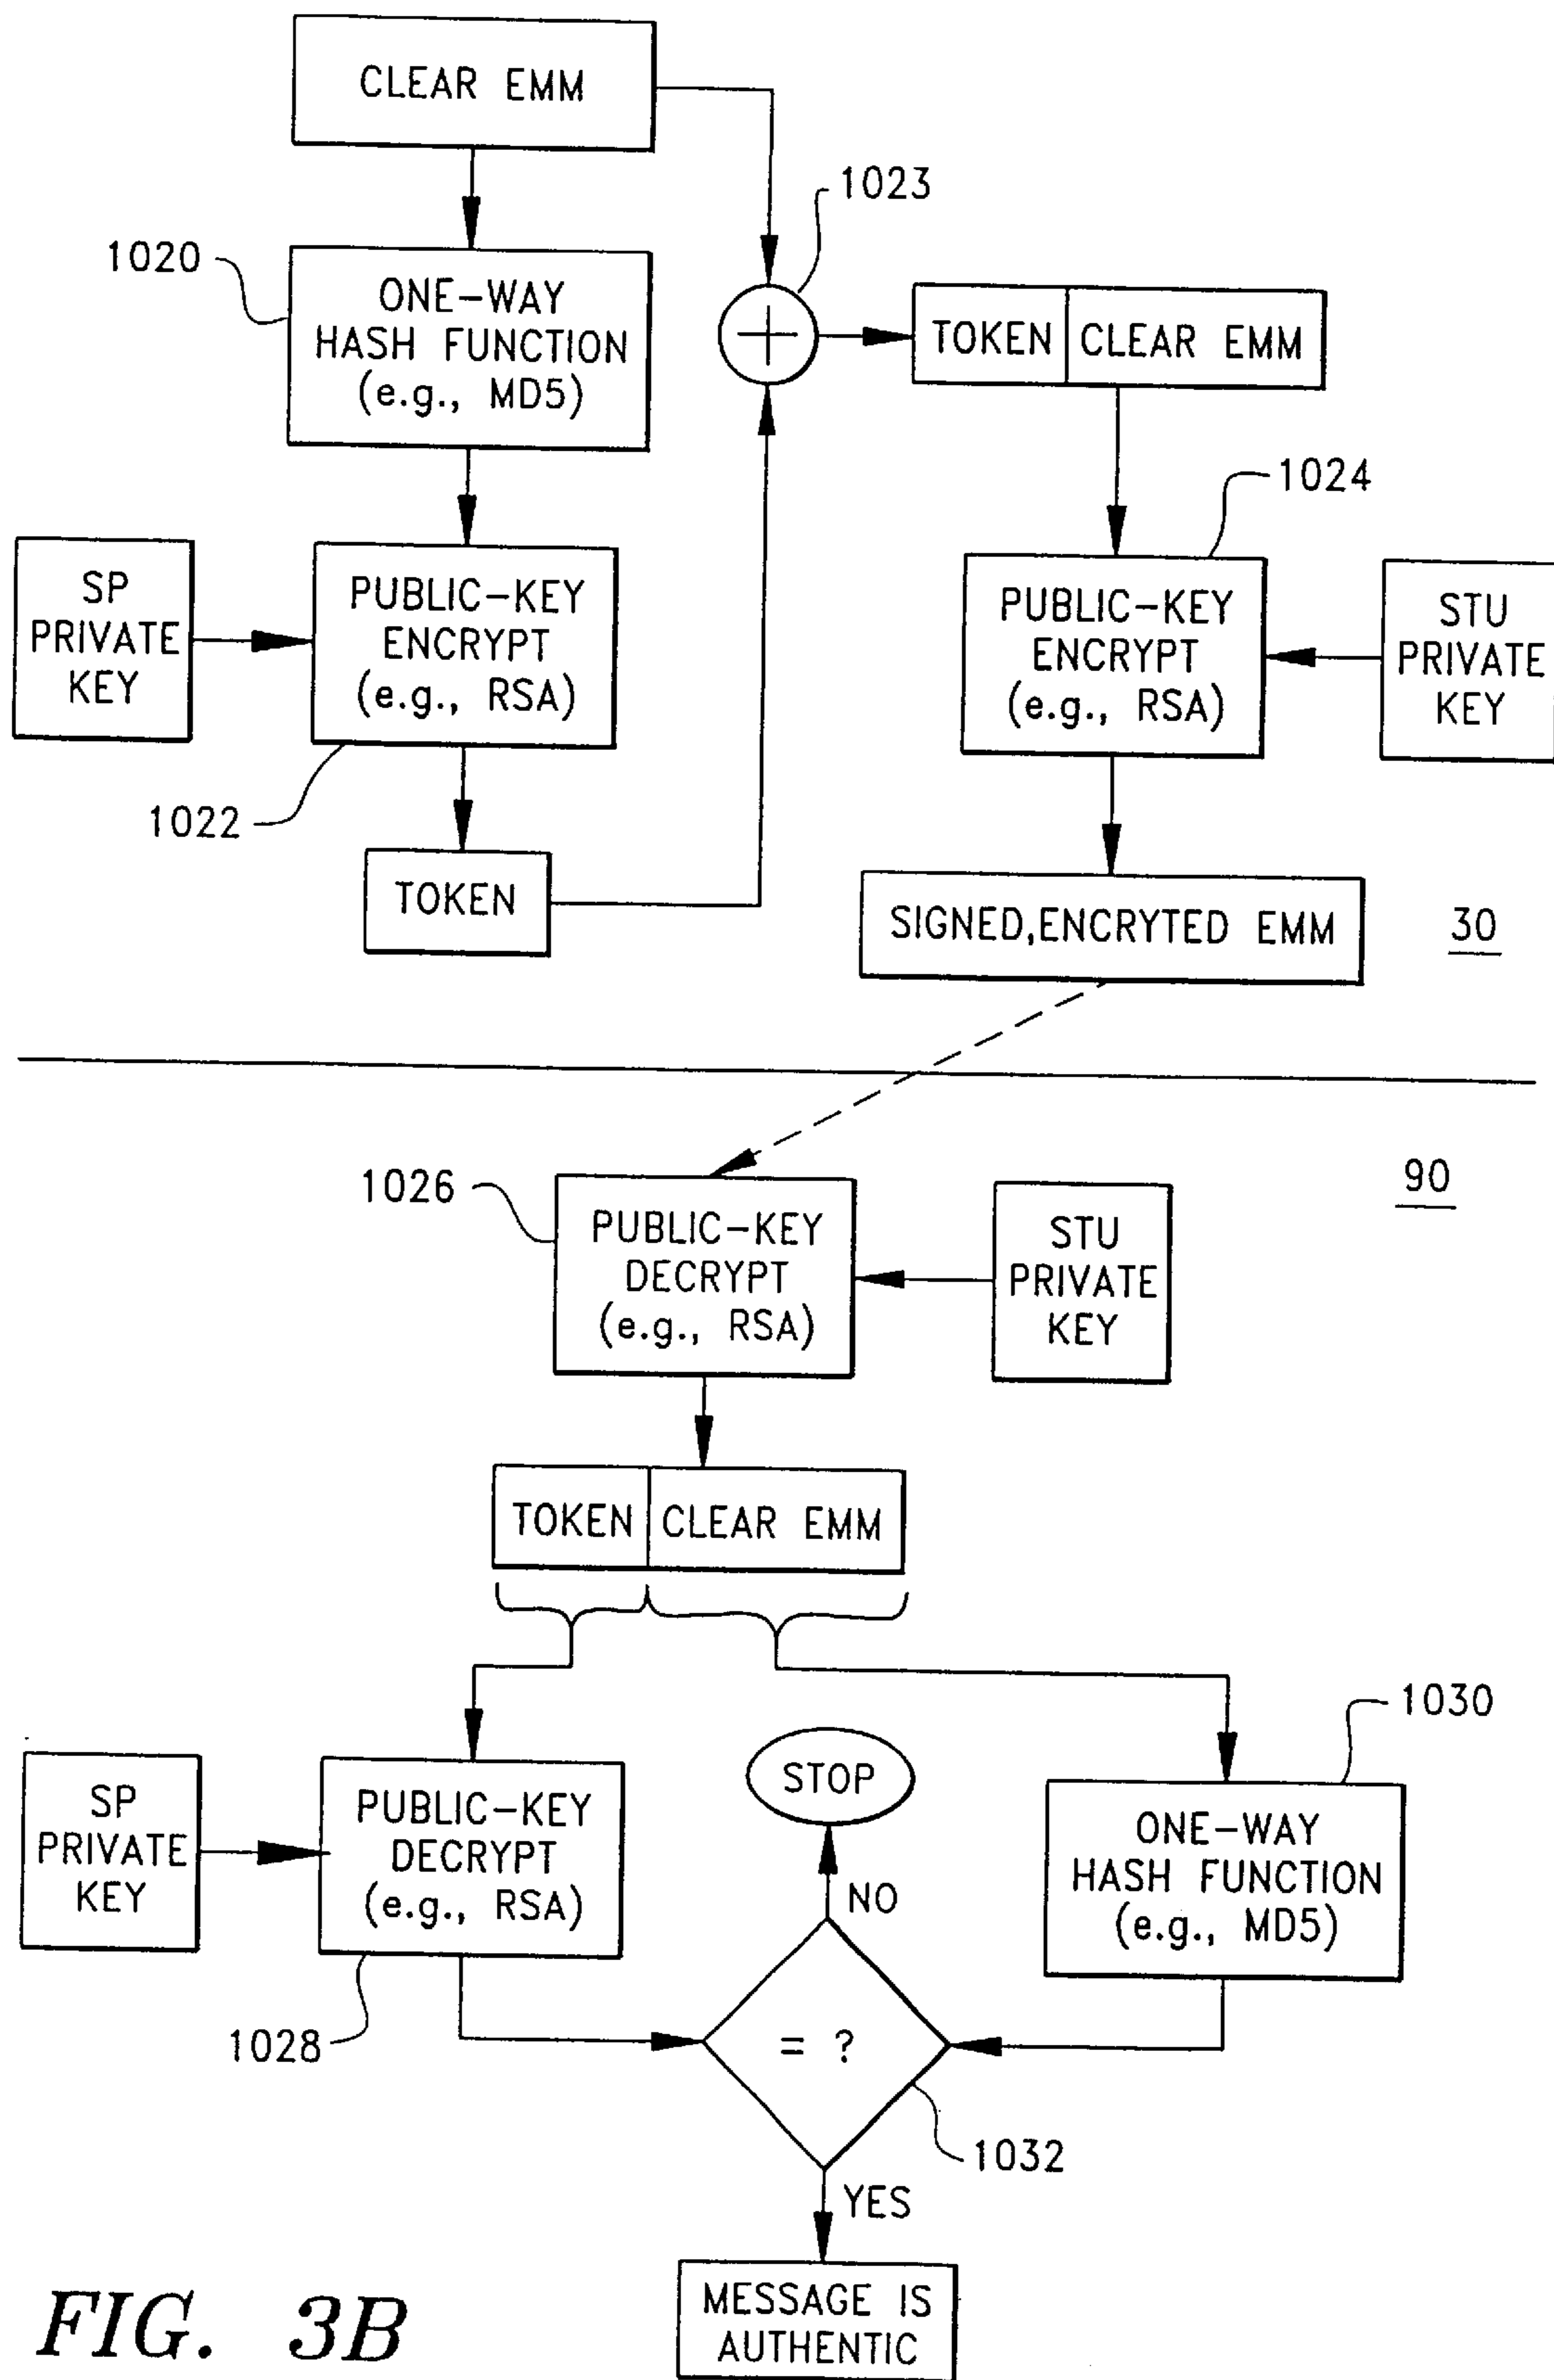 CLEAR EMM
1023
1020
ONE-WAY
HASH FUNCTION
(e.g., MD5)
TOKEN CLEAR EMM
1024
SP
PRIVATE
KEY
PUBLIC-KEY
ENCRYPT
(e.g., RSA)
PUBLIC-KEY
ENCRYPT
(e.g., RSA)
STU
PRIVATE
KEY
1022
TOKEN
SIGNED,ENCRYTED EMM
30
90
1026
PUBLIC-KEY
DECRYPT
(e.g., RSA)
STU
PRIVATE
KEY
TOKEN CLEAR EMM
1030
SP
PRIVATE
KEY
PUBLIC-KEY
DECRYPT
(e.g., RSA)
STOP
NO
ONE-WAY
HASH FUNCTION
(e.g., MD5)
1028
= ?
1032
YES
MESSAGE IS
AUTHENTIC
FIG. 3B